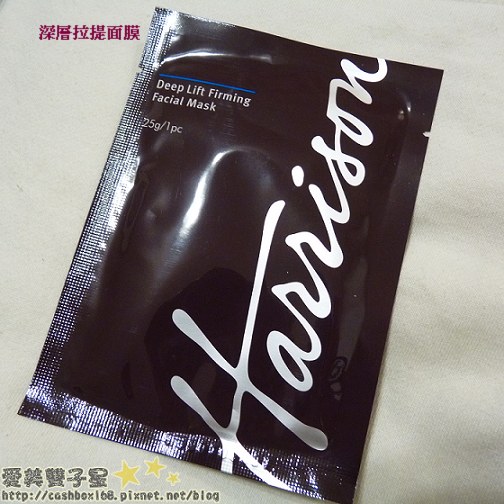 深層拉提面膜
Deep Lift Firming
Facial Mask
25g/1pc
Harrison
愛美雙子星
http://cashbox168.pixnet.net/blog